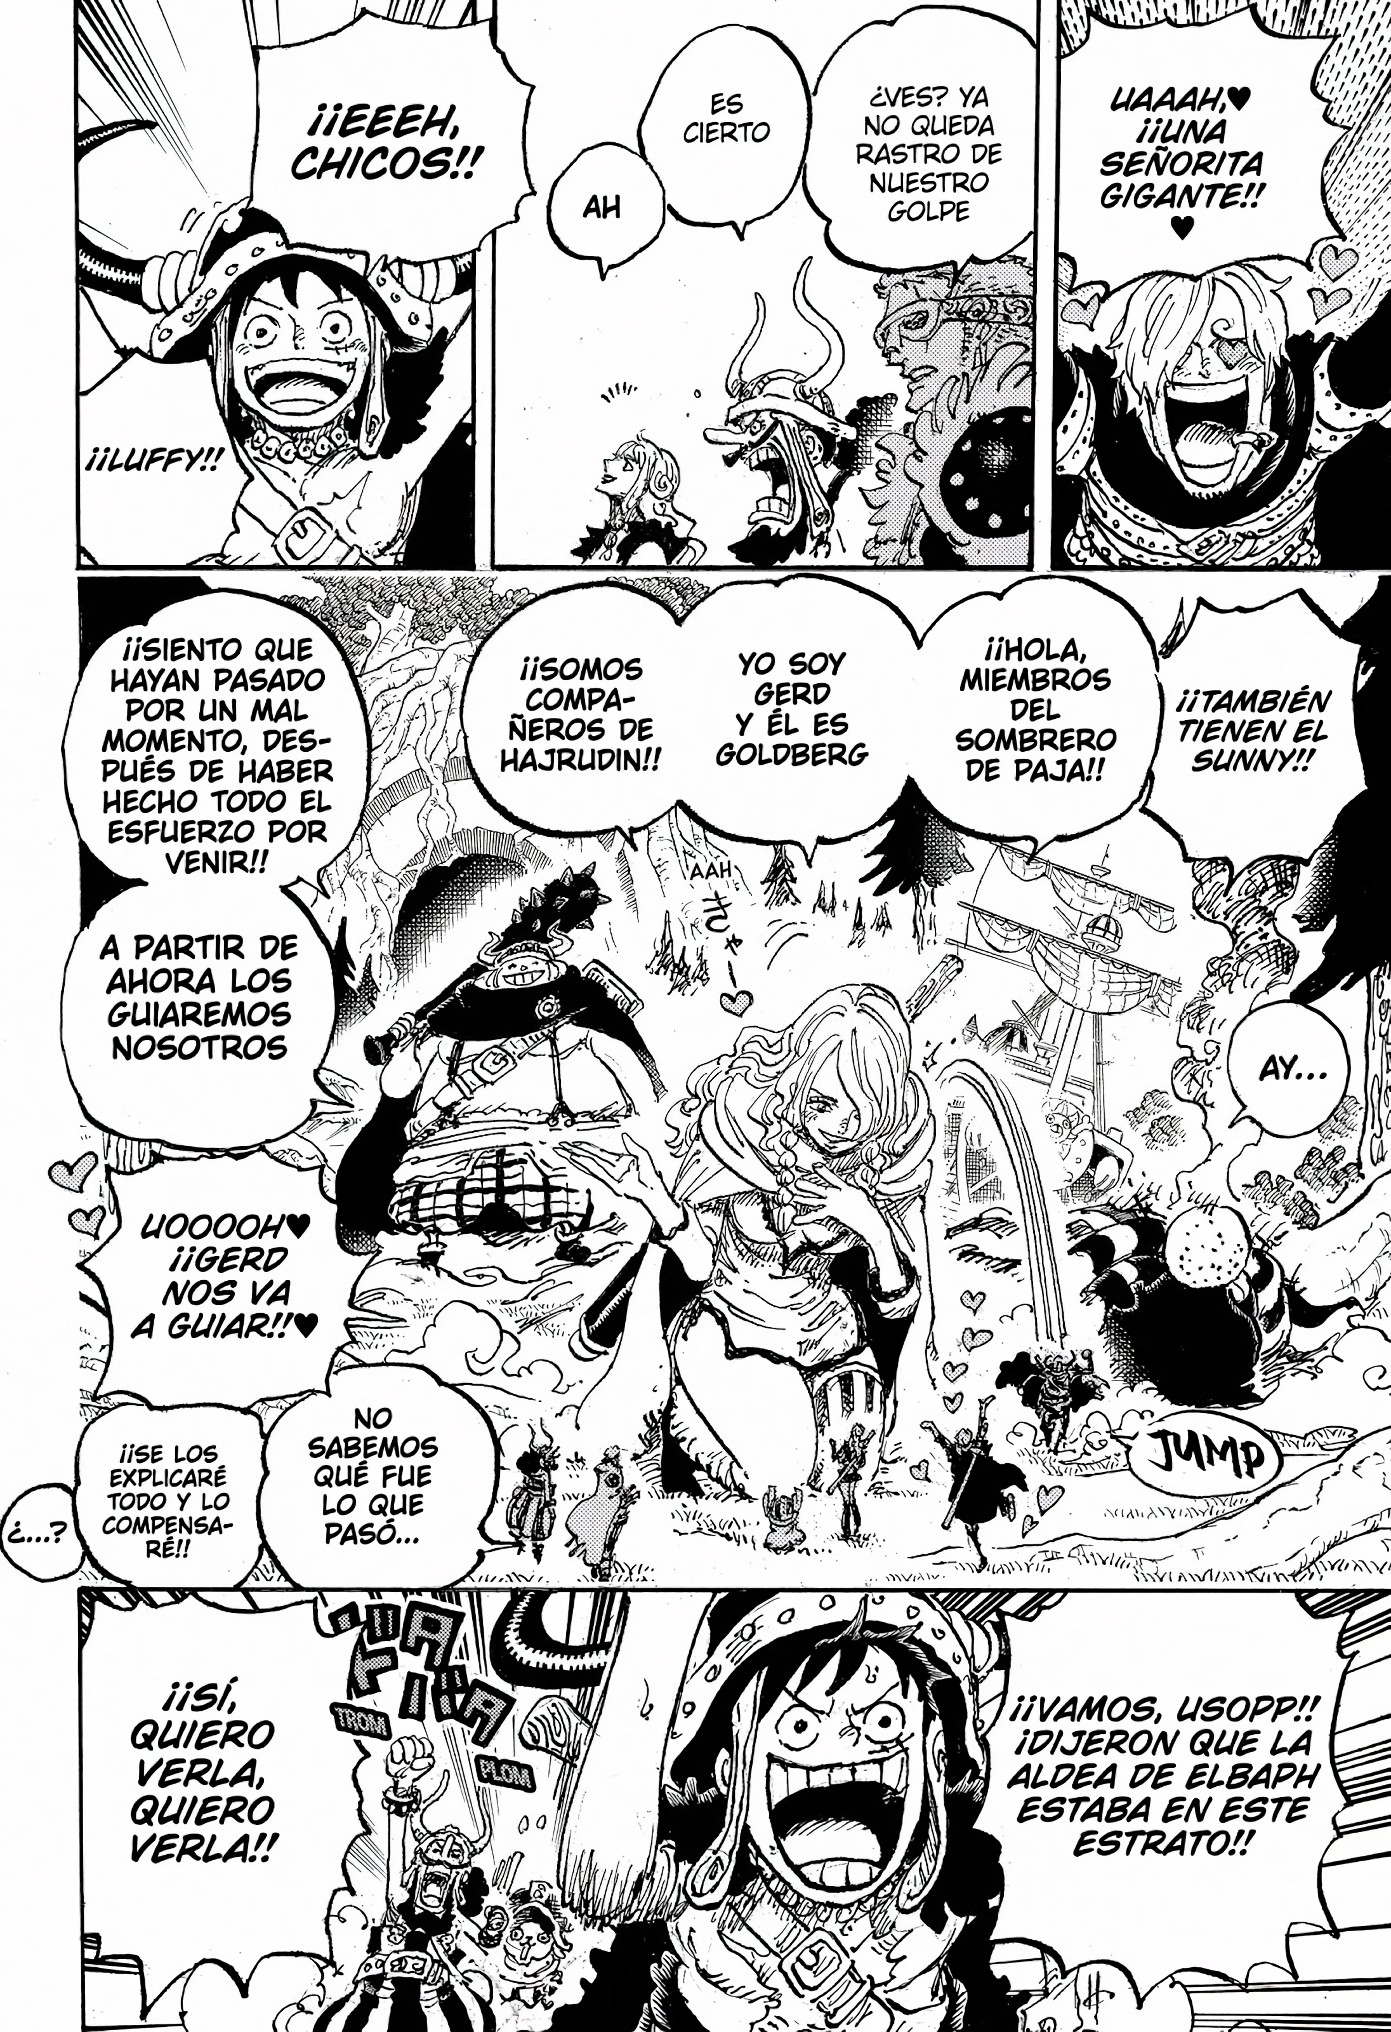 UAAAH,♥
¡¡UNA
SEÑORITA
GIGANTE!!
♥
¿VES? YA
NO QUEDA
RASTRO DE
NUESTRO
GOLPE
ES
CIERTO
AH
¡¡EEEH,
CHICOS!!
¡¡LUFFY!!
¡¡TAMBIÉN
TIENEN EL
SUNNY!!
¡¡HOLA,
MIEMBROS
DEL
SOMBRERO
DE PAJA!!
YO SOY
GERD
Y ÉL ES
GOLDBERG
¡¡SOMOS
COMPA-
ÑEROS DE
HAJRUDIN!!
¡¡SIENTO QUE
HAYAN PASADO
POR UN MAL
MOMENTO, DES-
PUÉS DE HABER
HECHO TODO EL
ESFUERZO POR
VENIR!!
AAH
きゃー♥
A PARTIR DE
AHORA LOS
GUIAREMOS
NOSOTROS
AY...
UOOOOH♥
¡¡GERD
NOS VA
A GUIAR!!♥
JUMP
NO
SABEMOS
QUÉ FUE
LO QUE
PASÓ...
¡¡SE LOS
EXPLICARÉ
TODO Y LO
COMPENSA-
RÉ!!
¿...?
¡¡VAMOS, USOPP!!
¡DIJERON QUE LA
ALDEA DE ELBAPH
ESTABA EN ESTE
ESTRATO!!
TROM
PLOM
¡¡SÍ,
QUIERO
VERLA,
QUIERO
VERLA!!